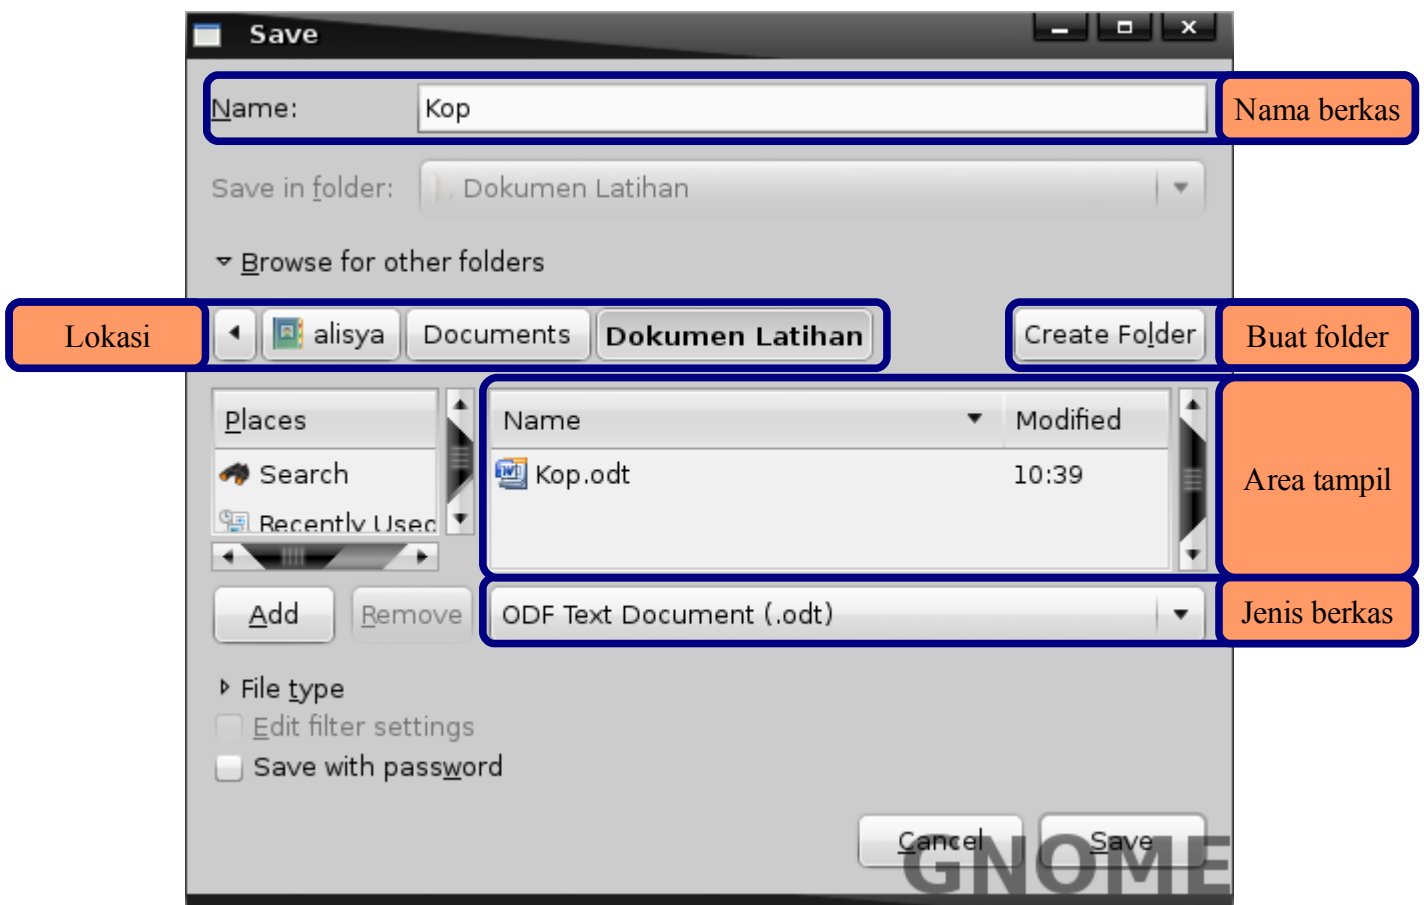 Save
Name: Kop Nama berkas
Save in folder: Dokumen Latihan
Browse for other folders
Lokasi alisya Documents Dokumen Latihan Create Folder Buat folder
Places Name Modified
Search Kop.odt 10:39 Area tampil
Recently Used
Add Remove ODF Text Document (.odt) Jenis berkas
File type
Edit filter settings
Save with password
Cancel Save
GNOME